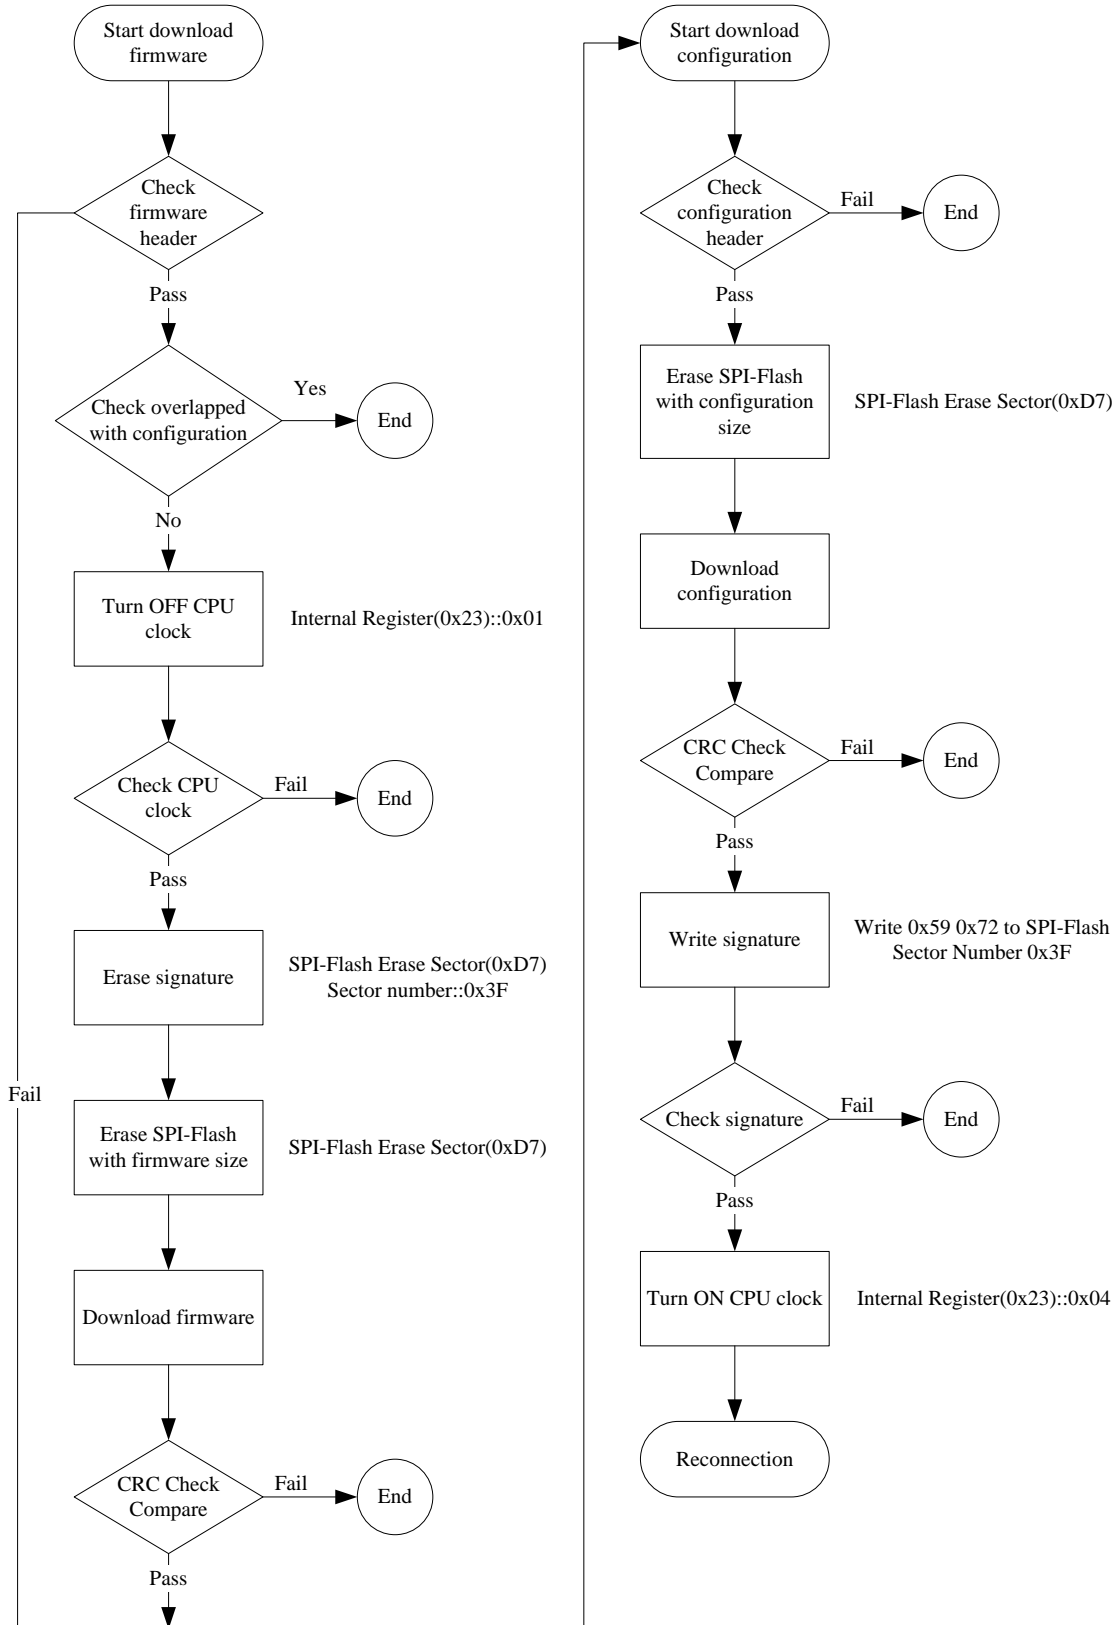 Start download
firmware
Check
firmware
header
Pass
Check overlapped
with configuration
Yes
End
No
Turn OFF CPU
clock
Internal Register(0x23)::0x01
Check CPU
clock
Fail
End
Pass
Erase signature
SPI-Flash Erase Sector(0xD7)
Sector number::0x3F
Fail
Erase SPI-Flash
with firmware size
SPI-Flash Erase Sector(0xD7)
Download firmware
CRC Check
Compare
Fail
End
Pass
Start download
configuration
Check
configuration
header
Fail
End
Pass
Erase SPI-Flash
with configuration
size
SPI-Flash Erase Sector(0xD7)
Download
configuration
CRC Check
Compare
Fail
End
Pass
Write signature
Write 0x59 0x72 to SPI-Flash
Sector Number 0x3F
Check signature
Fail
End
Pass
Turn ON CPU clock
Internal Register(0x23)::0x04
Reconnection